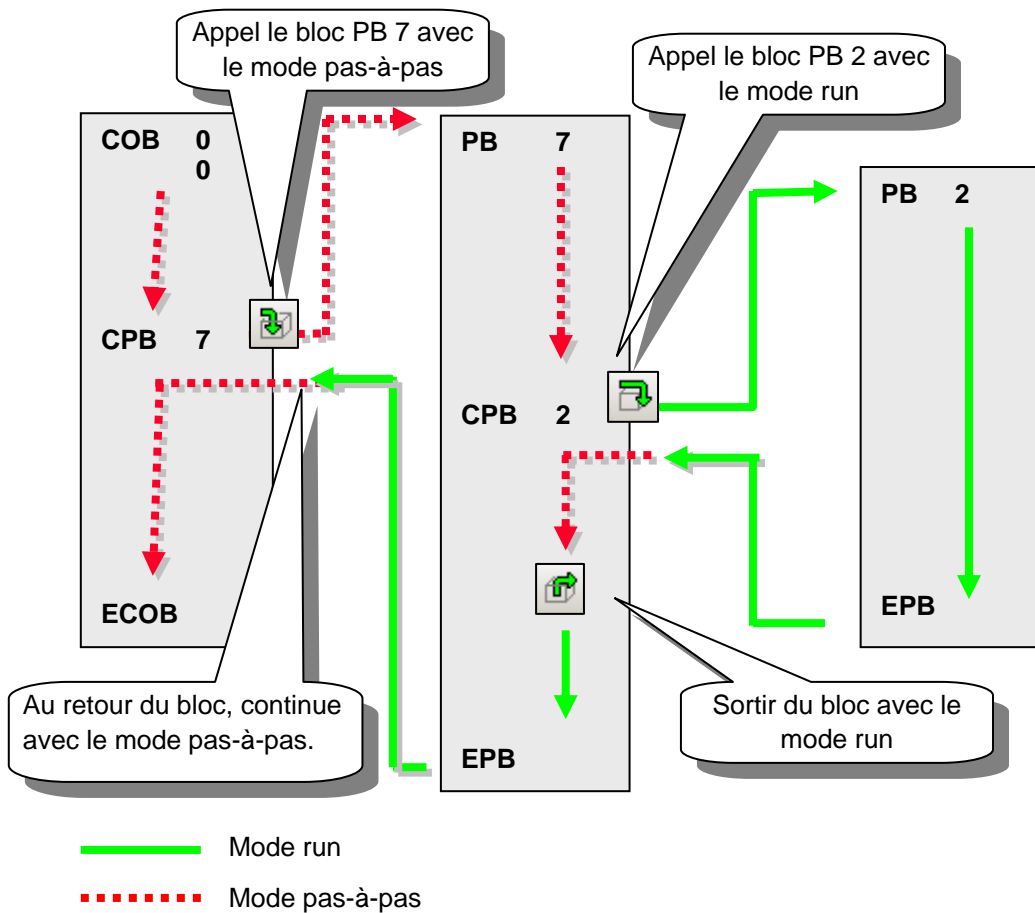 Appel le bloc PB 7 avec
le mode pas-à-pas
Appel le bloc PB 2 avec
le mode run
COB 0
0
CPB 7
ECOB
PB 7
CPB 2
EPB
PB 2
EPB
Au retour du bloc, continue
avec le mode pas-à-pas.
Sortir du bloc avec le
mode run
Mode run
Mode pas-à-pas